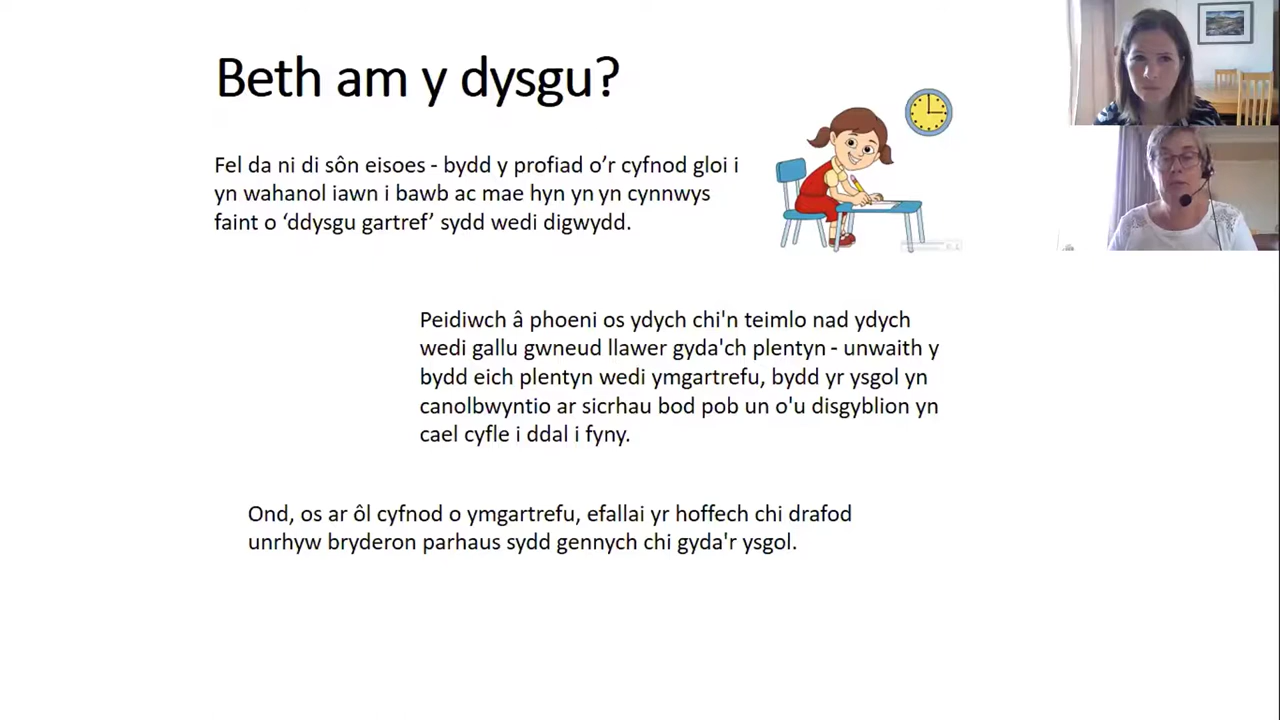 Beth am y dysgu?
Fel da ni di sôn eisoes - bydd y profiad o’r cyfnod gloi i
yn wahanol iawn i bawb ac mae hyn yn yn cynnwys
faint o ‘ddysgu gartref’ sydd wedi digwydd.
Peidiwch â phoeni os ydych chi'n teimlo nad ydych
wedi gallu gwneud llawer gyda'ch plentyn - unwaith y
bydd eich plentyn wedi ymgartrefu, bydd yr ysgol yn
canolbwyntio ar sicrhau bod pob un o'u disgyblion yn
cael cyfle i ddal i fyny.
Ond, os ar ôl cyfnod o ymgartrefu, efallai yr hoffech chi drafod
unrhyw bryderon parhaus sydd gennych chi gyda'r ysgol.